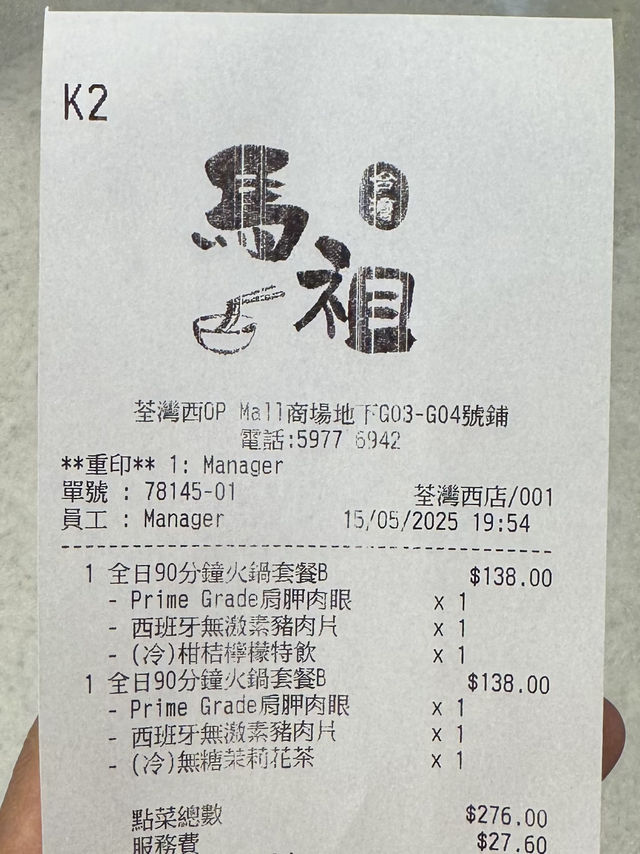 K2
台灣
馬祖
荃灣西OP Mall商場地下G03-G04號鋪
電話:5977 6942
**重印** 1: Manager
單號 : 78145-01 荃灣西店/001
員工 : Manager 15/05/2025 19:54
1 全日90分鐘火鍋套餐B $138.00
- Prime Grade肩胛肉眼 x 1
- 西班牙無激素豬肉片 x 1
- (冷)柑桔檸檬特飲 x 1
1 全日90分鐘火鍋套餐B $138.00
- Prime Grade肩胛肉眼 x 1
- 西班牙無激素豬肉片 x 1
- (冷)無糖茉莉花茶 x 1
點菜總數 $276.00
服務費 $27.60